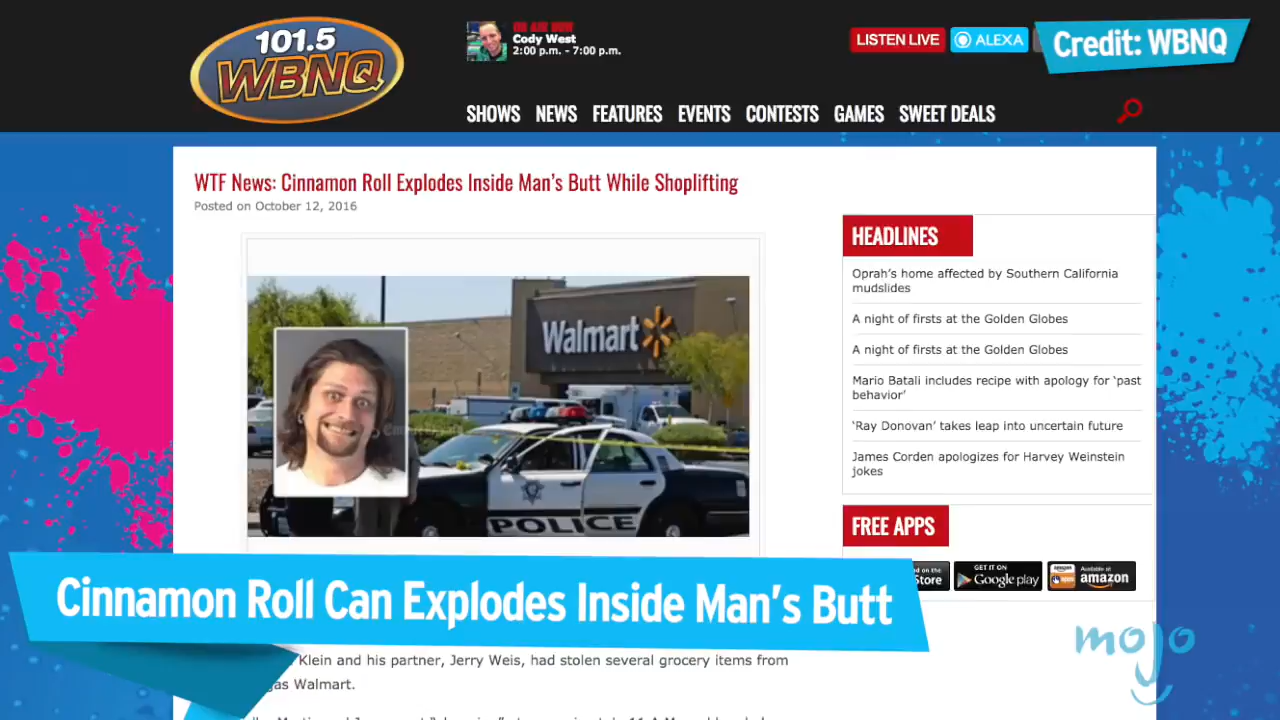 101.5
WBNQ
ON AIR NOW
Cody West
2:00 p.m. - 7:00 p.m.
LISTEN LIVE
ALEXA
Credit: WBNQ
SHOWS NEWS FEATURES EVENTS CONTESTS GAMES SWEET DEALS
WTF News: Cinnamon Roll Explodes Inside Man's Butt While Shoplifting
Posted on October 12, 2016
Walmart
POLICE
HEADLINES
Oprah's home affected by Southern California
mudslides
A night of firsts at the Golden Globes
A night of firsts at the Golden Globes
Mario Batali includes recipe with apology for 'past
behavior'
'Ray Donovan' takes leap into uncertain future
James Corden apologizes for Harvey Weinstein
jokes
FREE APPS
Store
GET IT ON
Google play
Available at
amazon
Cinnamon Roll Can Explodes Inside Man's Butt
Klein and his partner, Jerry Weis, had stolen several grocery items from
Walmart.
mojo